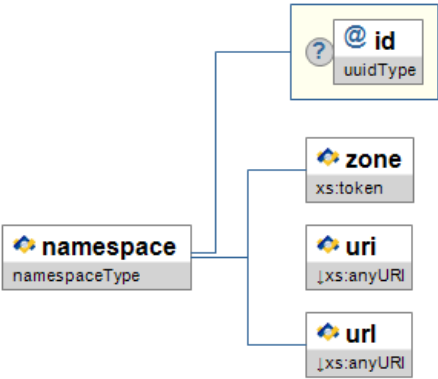 ? @ id
uuidType
zone
xs:token
namespace
namespaceType
uri
↓xs:anyURI
url
↓xs:anyURI